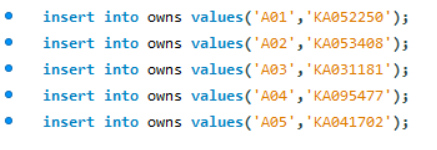 insert into owns values('A01','KA052250');
insert into owns values('A02','KA053408');
insert into owns values('A03','KA031181');
insert into owns values('A04','KA095477');
insert into owns values('A05','KA041702');